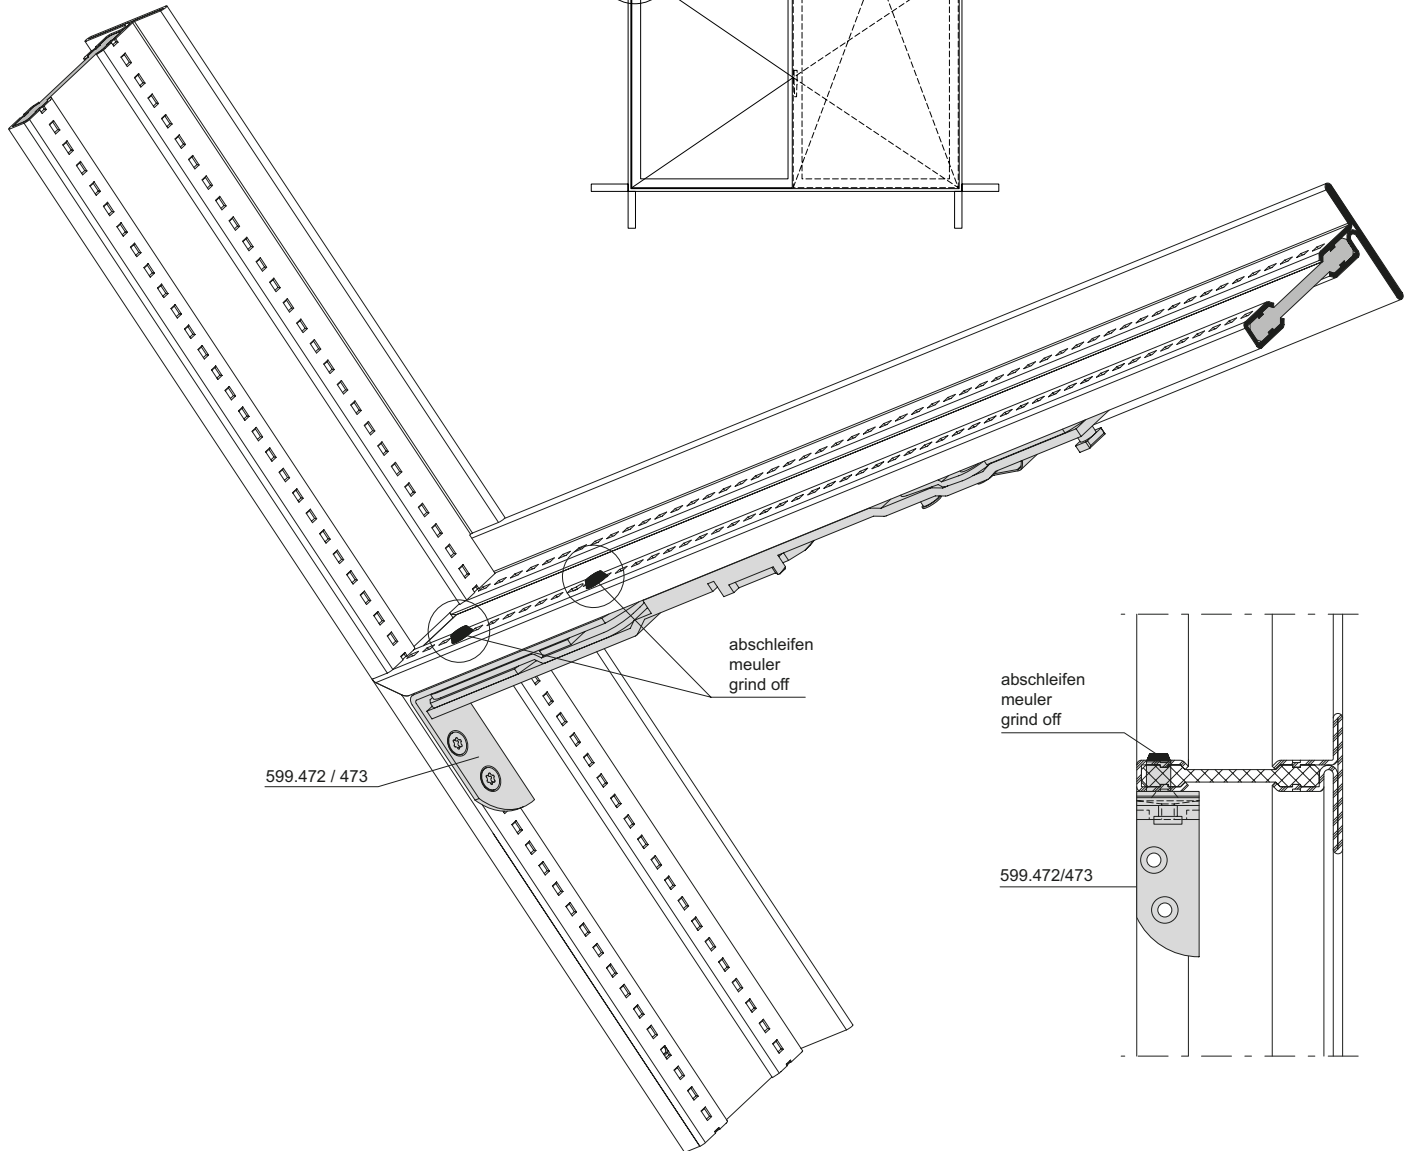 abschleifen
meuler
grind off
599.472 / 473
abschleifen
meuler
grind off
599.472/473